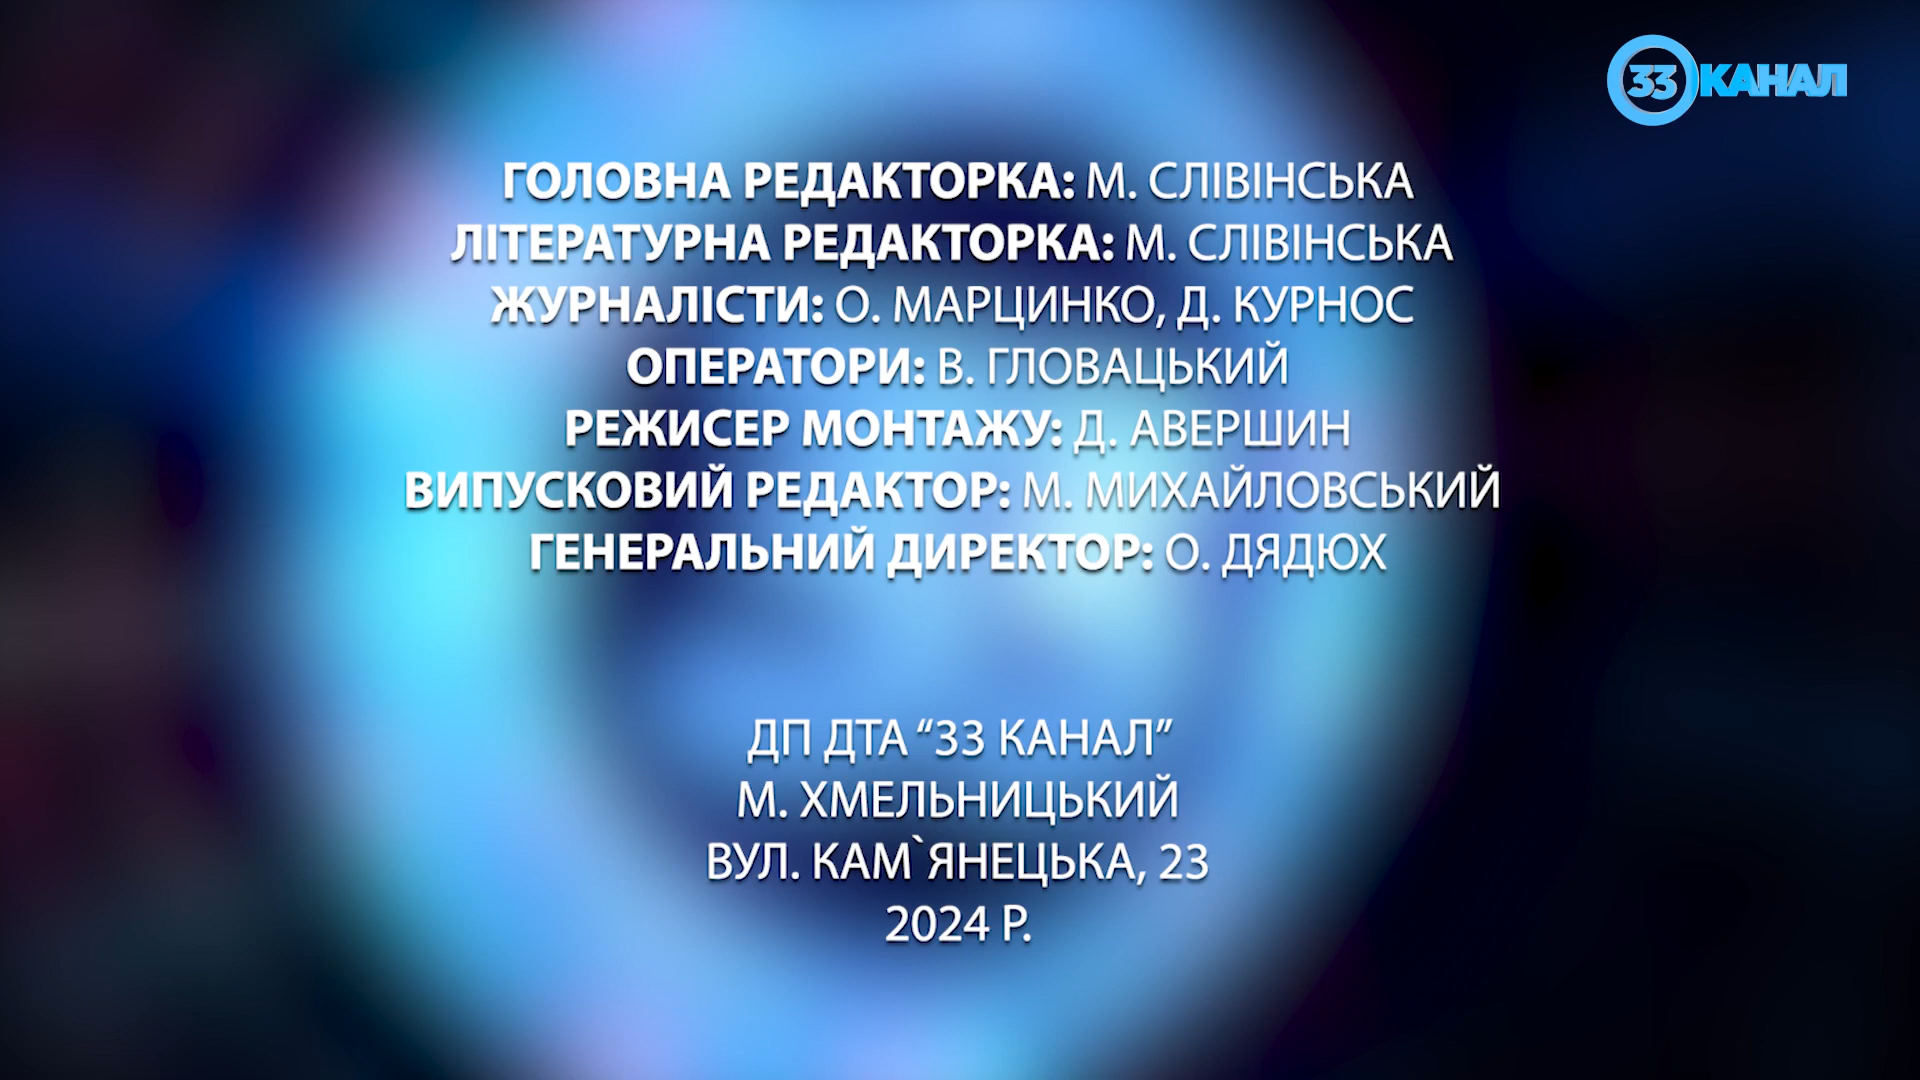 33 КАНАЛ
ГОЛОВНА РЕДАКТОРКА: М. СЛІВІНСЬКА
ЛІТЕРАТУРНА РЕДАКТОРКА: М. СЛІВІНСЬКА
ЖУРНАЛІСТИ: О. МАРЦИНКО, Д. КУРНОС
ОПЕРАТОРИ: В. ГЛОВАЦЬКИЙ
РЕЖИСЕР МОНТАЖУ: Д. АВЕРШИН
ВИПУСКОВИЙ РЕДАКТОР: М. МИХАЙЛОВСЬКИЙ
ГЕНЕРАЛЬНИЙ ДИРЕКТОР: О. ДЯДЮХ
ДП ДТА “33 КАНАЛ”
М. ХМЕЛЬНИЦЬКИЙ
ВУЛ. КАМ`ЯНЕЦЬКА, 23
2024 Р.